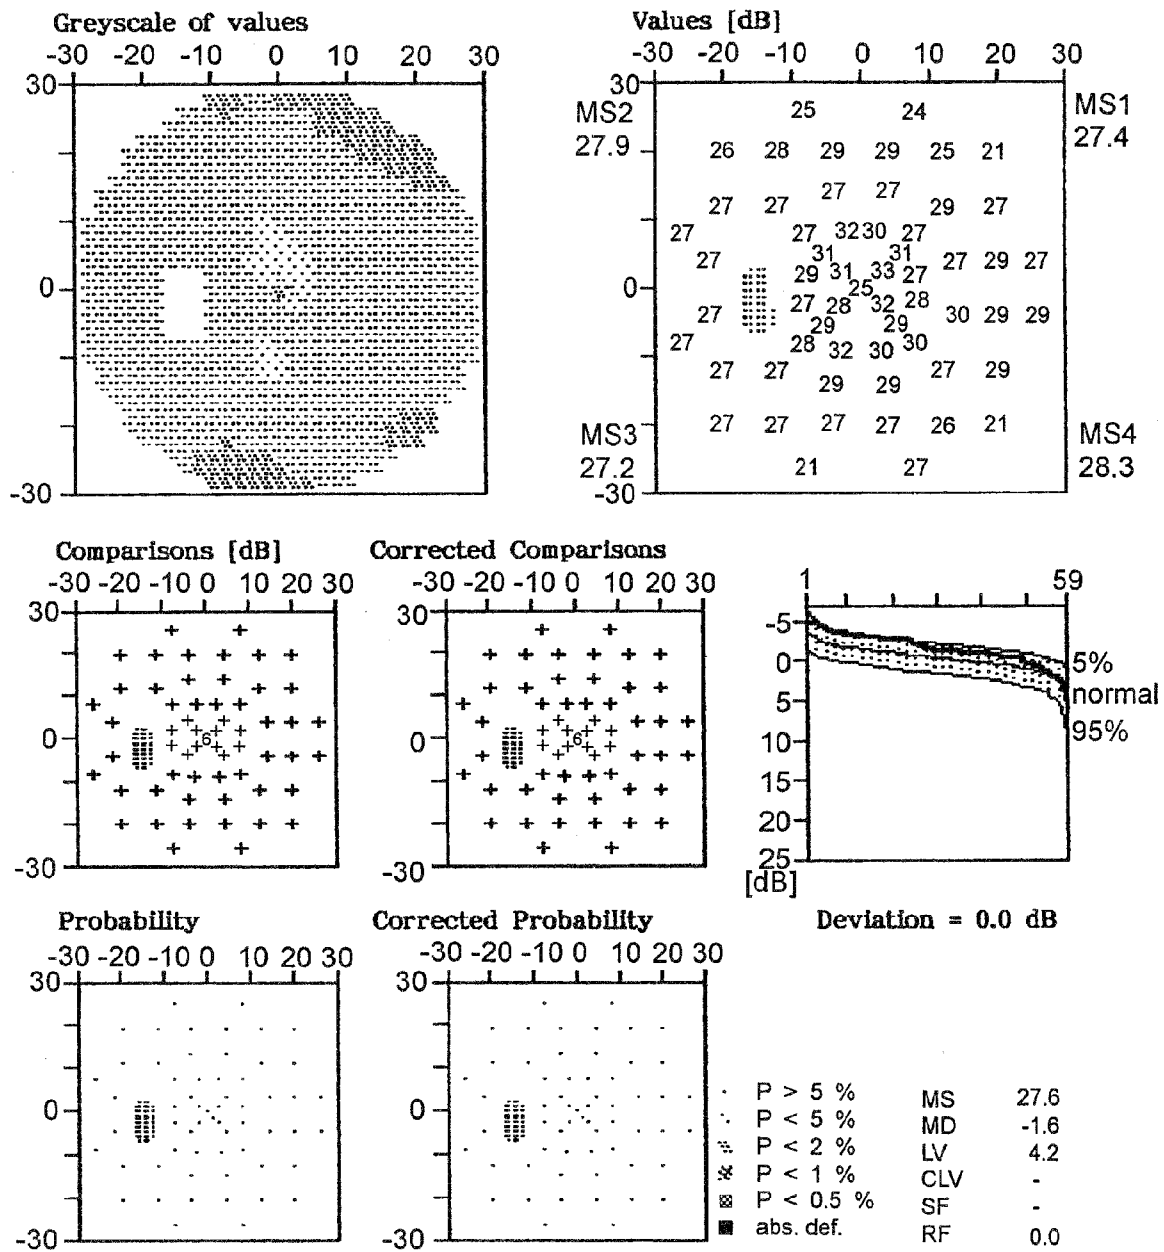 Greyscale of values
-30 -20 -10 0 10 20 30
30
0
-30
Values [dB]
-30 -20 -10 0 10 20 30
30
0
-30
MS2
27.9
MS1
27.4
MS3
27.2
MS4
28.3
25 24
26 28 29 29 25 21
27 27
27 27 29 27
27 27 32 30 27
31 31
27 27 29 27
29 31 33 27
25
27 28 32 28
27 30 29 29
29 29
27 28 32 30 30
27 27 27 29
29 29
27 27 27 27 26 21
21 27
Comparisons [dB]
-30 -20 -10 0 10 20 30
30
0
-30
+ + + + + + + +
6
Corrected Comparisons
-30 -20 -10 0 10 20 30
30
0
-30
+ + + + + + + +
6
1 59
-5
0
5
10
15
20
25
[dB]
5%
normal
95%
Probability
-30 -20 -10 0 10 20 30
30
0
-30
Corrected Probability
-30 -20 -10 0 10 20 30
30
0
-30
Deviation = 0.0 dB
P > 5 %
P < 5 %
P < 2 %
P < 1 %
P < 0.5 %
abs. def.
MS 27.6
MD -1.6
LV 4.2
CLV -
SF -
RF 0.0